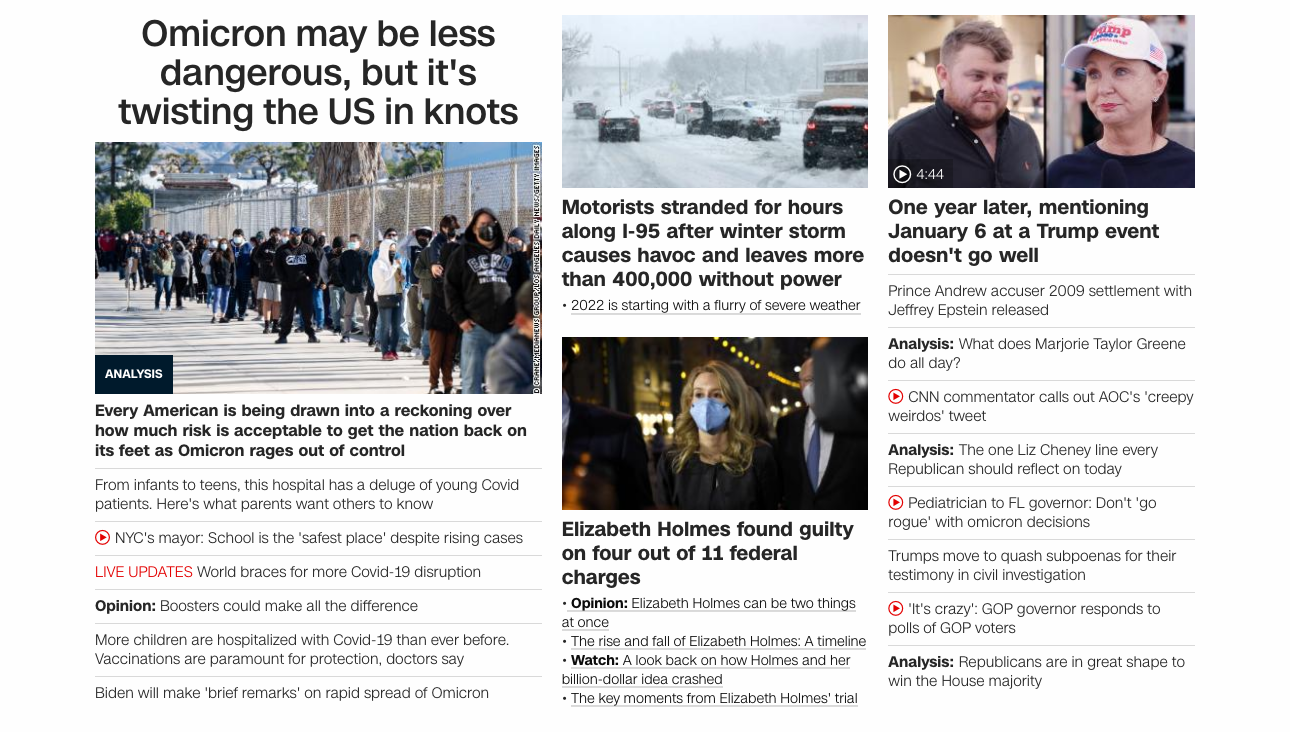 Omicron may be less
dangerous, but it's
twisting the US in knots
ANALYSIS
Every American is being drawn into a reckoning over
how much risk is acceptable to get the nation back on
its feet as Omicron rages out of control
From infants to teens, this hospital has a deluge of young Covid
patients. Here's what parents want others to know
NYC's mayor: School is the 'safest place' despite rising cases
LIVE UPDATES World braces for more Covid-19 disruption
Opinion: Boosters could make all the difference
More children are hospitalized with Covid-19 than ever before.
Vaccinations are paramount for protection, doctors say
Biden will make 'brief remarks' on rapid spread of Omicron
Motorists stranded for hours
along I-95 after winter storm
causes havoc and leaves more
than 400,000 without power
• 2022 is starting with a flurry of severe weather
Elizabeth Holmes found guilty
on four out of 11 federal
charges
• Opinion: Elizabeth Holmes can be two things
at once
• The rise and fall of Elizabeth Holmes: A timeline
• Watch: A look back on how Holmes and her
billion-dollar idea crashed
• The key moments from Elizabeth Holmes' trial
4:44
One year later, mentioning
January 6 at a Trump event
doesn't go well
Prince Andrew accuser 2009 settlement with
Jeffrey Epstein released
Analysis: What does Marjorie Taylor Greene
do all day?
CNN commentator calls out AOC's 'creepy
weirdos' tweet
Analysis: The one Liz Cheney line every
Republican should reflect on today
Pediatrician to FL governor: Don't 'go
rogue' with omicron decisions
Trumps move to quash subpoenas for their
testimony in civil investigation
'It's crazy': GOP governor responds to
polls of GOP voters
Analysis: Republicans are in great shape to
win the House majority